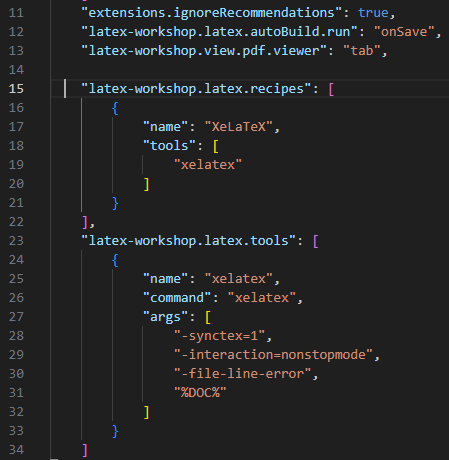 11 "extensions.ignoreRecommendations": true,
12 "latex-workshop.latex.autoBuild.run": "onSave",
13 "latex-workshop.view.pdf.viewer": "tab",
14
15 "latex-workshop.latex.recipes": [
16 {
17 "name": "XeLaTeX",
18 "tools": [
19 "xelatex"
20 ]
21 }
22 ],
23 "latex-workshop.latex.tools": [
24 {
25 "name": "xelatex",
26 "command": "xelatex",
27 "args": [
28 "-synctex=1",
29 "-interaction=nonstopmode",
30 "-file-line-error",
31 "%DOC%"
32 ]
33 }
34 ]